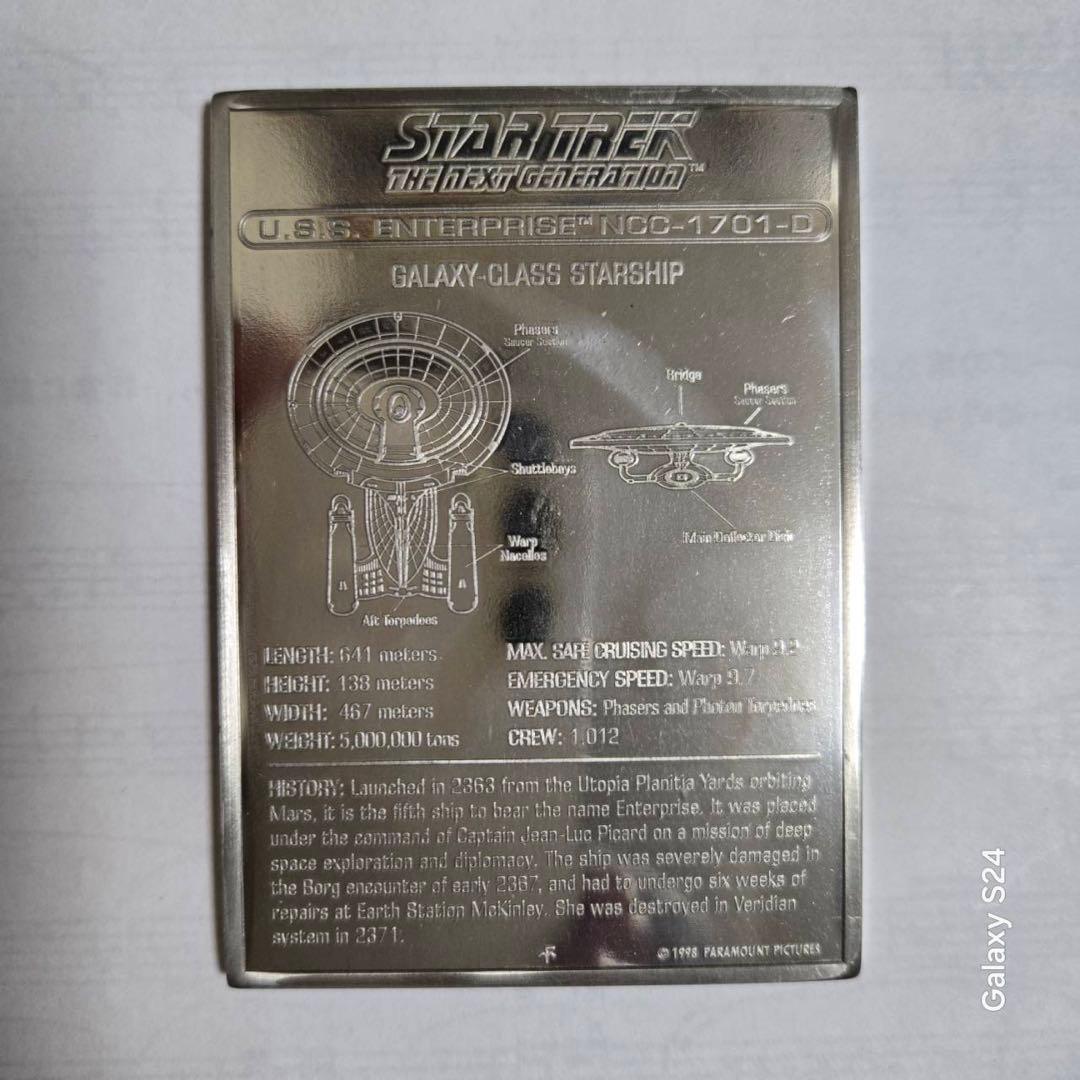 STAR TREK
THE NEXT GENERATION™
U.S.S. ENTERPRISE™ NCC-1701-D
GALAXY-CLASS STARSHIP
Phasers
Saucer Section
Bridge
Phasers
Saucer Section
Shuttlebays
Main Deflector Dish
Warp
Nacelles
Aft Torpedoes
LENGTH: 641 meters
HEIGHT: 138 meters
WIDTH: 467 meters
WEIGHT: 5,000,000 tons
MAX. SAFE CRUISING SPEED: Warp 9.2
EMERGENCY SPEED: Warp 9.7
WEAPONS: Phasers and Photon Torpedoes
CREW: 1,012
HISTORY: Launched in 2363 from the Utopia Planitia Yards orbiting
Mars, it is the fifth ship to bear the name Enterprise. It was placed
under the command of Captain Jean-Luc Picard on a mission of deep
space exploration and diplomacy. The ship was severely damaged in
the Borg encounter of early 2367, and had to undergo six weeks of
repairs at Earth Station McKinley. She was destroyed in Veridian
system in 2371.
© 1998 PARAMOUNT PICTURES
Galaxy S24